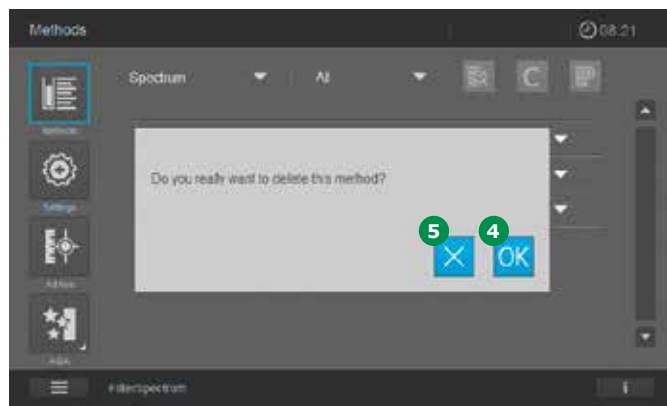 Methods 08:21
Spectrum All C
Methods
Do you really want to delete this method?
Settings
5 4
OK
AQA
Filter/spectrum
i